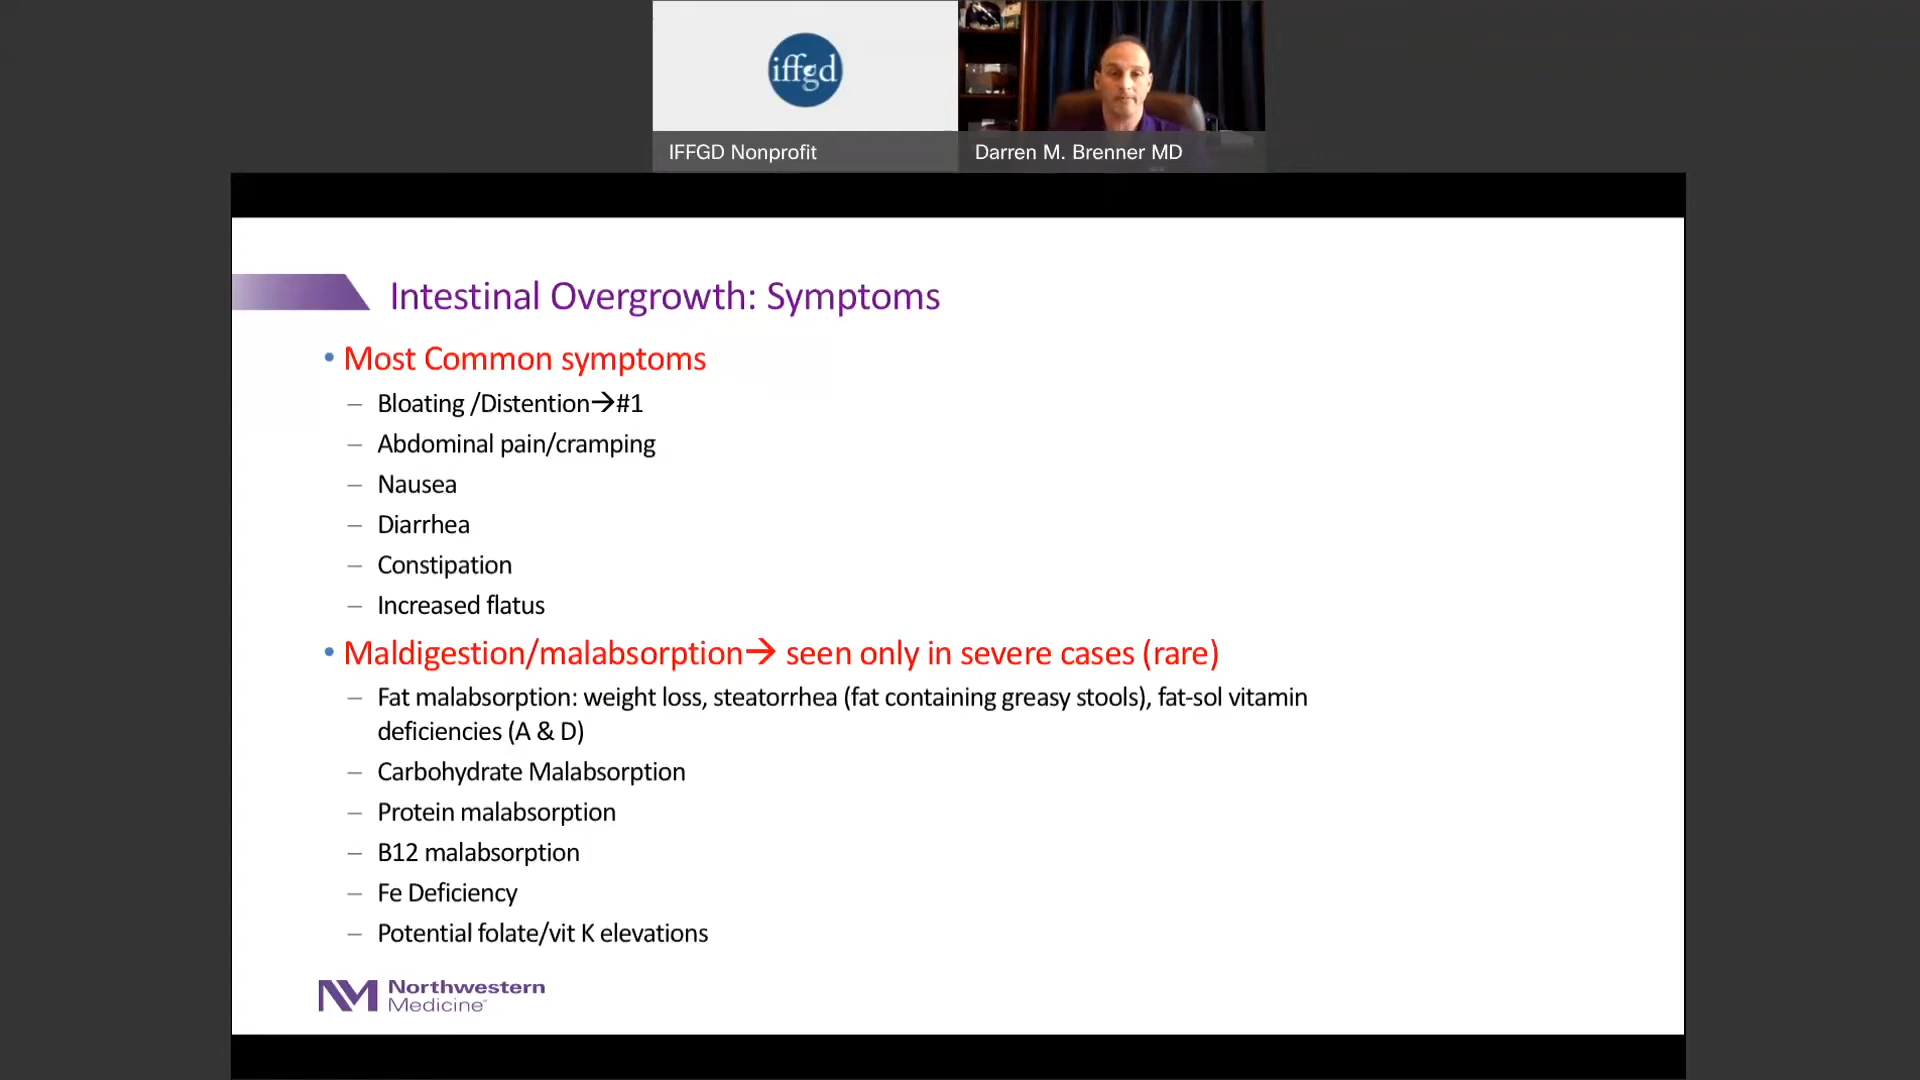 iffgd
IFFGD Nonprofit
Darren M. Brenner MD
Intestinal Overgrowth: Symptoms
• Most Common symptoms
– Bloating /Distention→#1
– Abdominal pain/cramping
– Nausea
– Diarrhea
– Constipation
– Increased flatus
• Maldigestion/malabsorption→ seen only in severe cases (rare)
– Fat malabsorption: weight loss, steatorrhea (fat containing greasy stools), fat-sol vitamin
deficiencies (A & D)
– Carbohydrate Malabsorption
– Protein malabsorption
– B12 malabsorption
– Fe Deficiency
– Potential folate/vit K elevations
NM Northwestern
Medicine